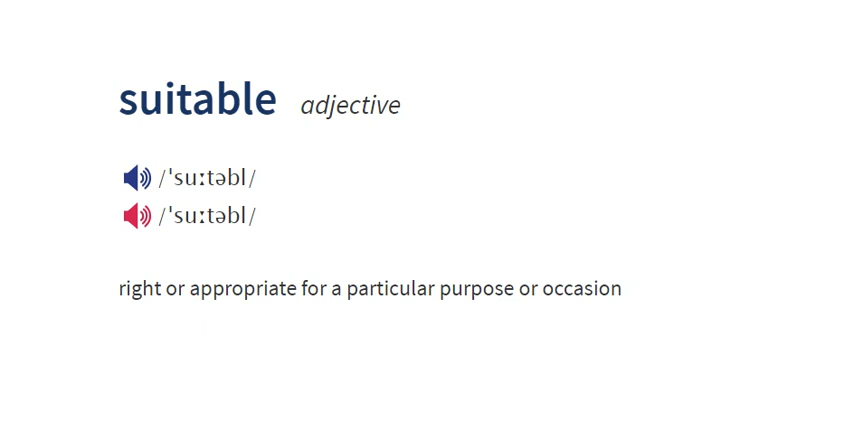 suitable adjective
/ˈsuːtəbl/
/ˈsuːtəbl/
right or appropriate for a particular purpose or occasion